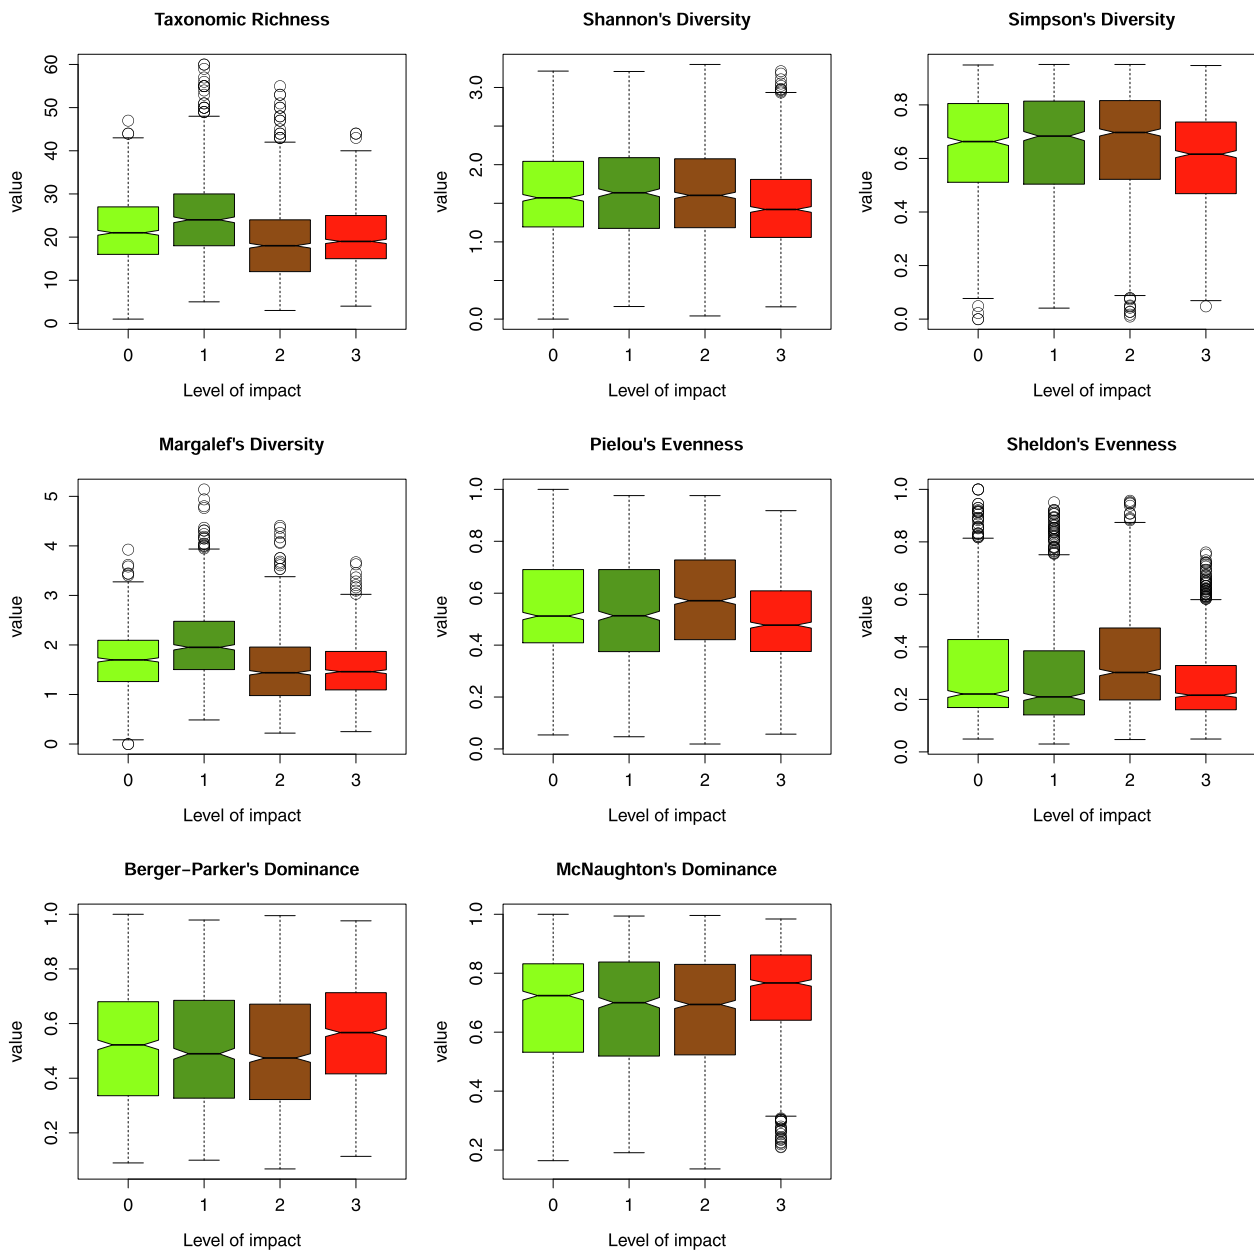 Taxonomic Richness
value
0 10 20 30 40 50 60
0 1 2 3
Level of impact
Shannon's Diversity
value
0.0 1.0 2.0 3.0
0 1 2 3
Level of impact
Simpson's Diversity
value
0.0 0.2 0.4 0.6 0.8
0 1 2 3
Level of impact
Margalef's Diversity
value
0 1 2 3 4 5
0 1 2 3
Level of impact
Pielou's Evenness
value
0.0 0.2 0.4 0.6 0.8 1.0
0 1 2 3
Level of impact
Sheldon's Evenness
value
0.0 0.2 0.4 0.6 0.8 1.0
0 1 2 3
Level of impact
Berger−Parker's Dominance
value
0.2 0.4 0.6 0.8 1.0
0 1 2 3
Level of impact
McNaughton's Dominance
value
0.2 0.4 0.6 0.8 1.0
0 1 2 3
Level of impact